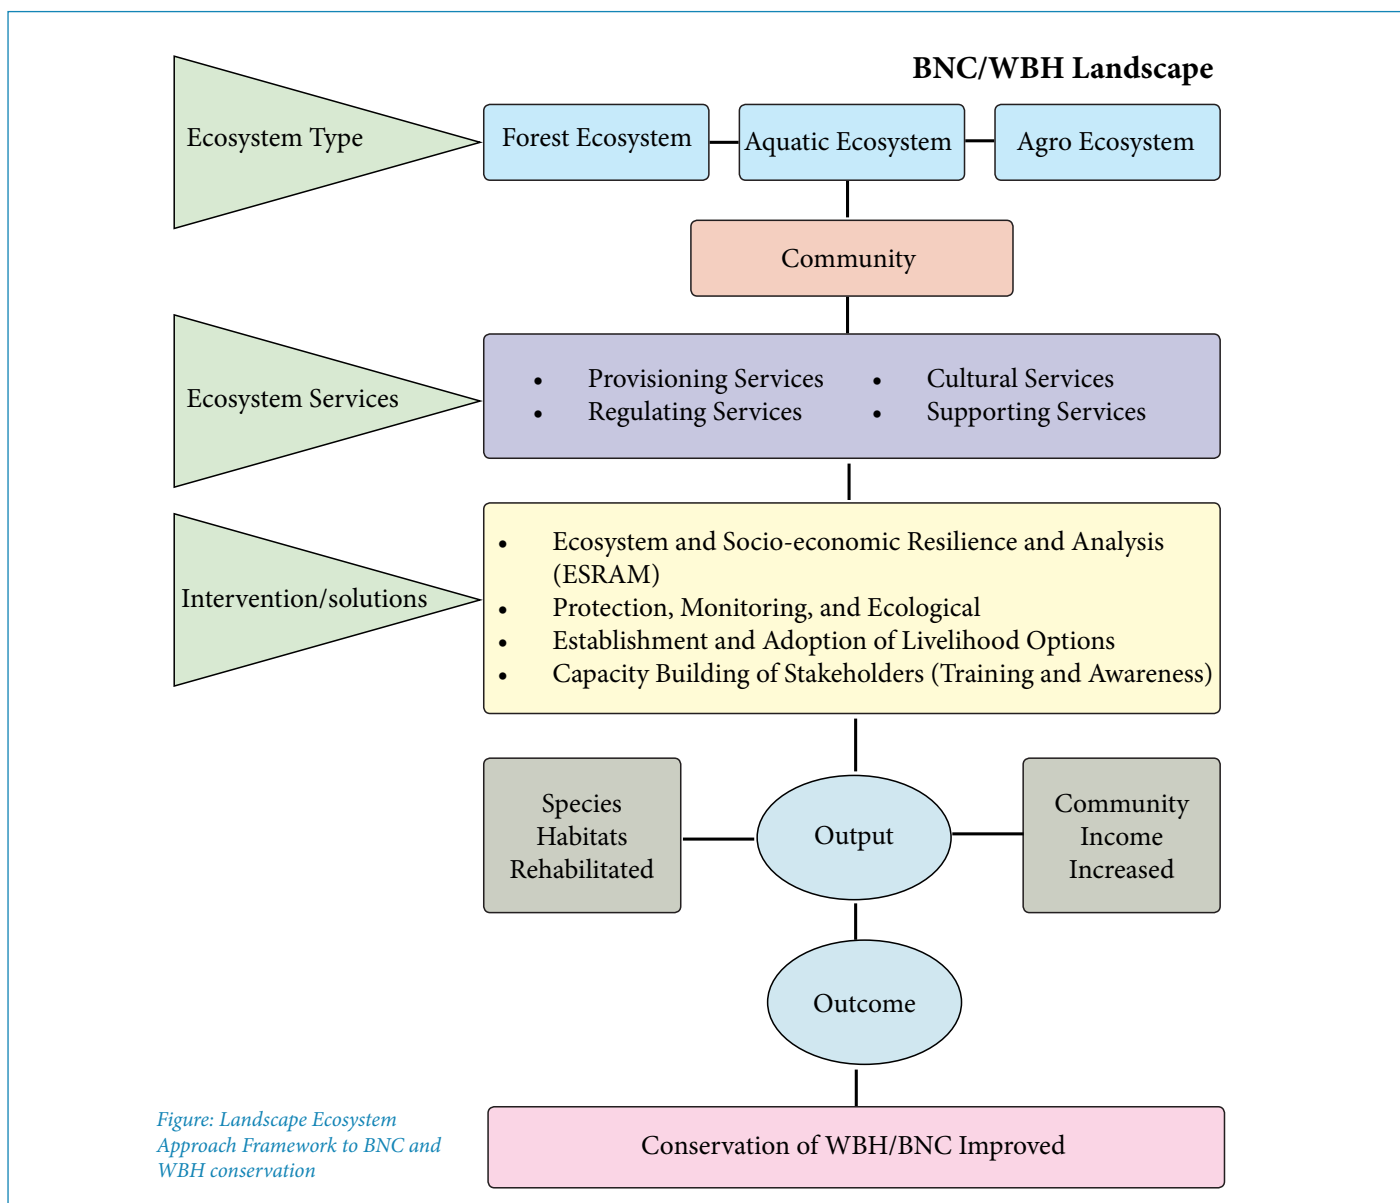 BNC/WBH Landscape
Ecosystem Type
Forest Ecosystem
Aquatic Ecosystem
Agro Ecosystem
Community
Ecosystem Services
• Provisioning Services
• Regulating Services
• Cultural Services
• Supporting Services
Intervention/solutions
• Ecosystem and Socio-economic Resilience and Analysis
(ESRAM)
• Protection, Monitoring, and Ecological
• Establishment and Adoption of Livelihood Options
• Capacity Building of Stakeholders (Training and Awareness)
Species
Habitats
Rehabilitated
Output
Community
Income
Increased
Outcome
Figure: Landscape Ecosystem
Approach Framework to BNC and
WBH conservation
Conservation of WBH/BNC Improved